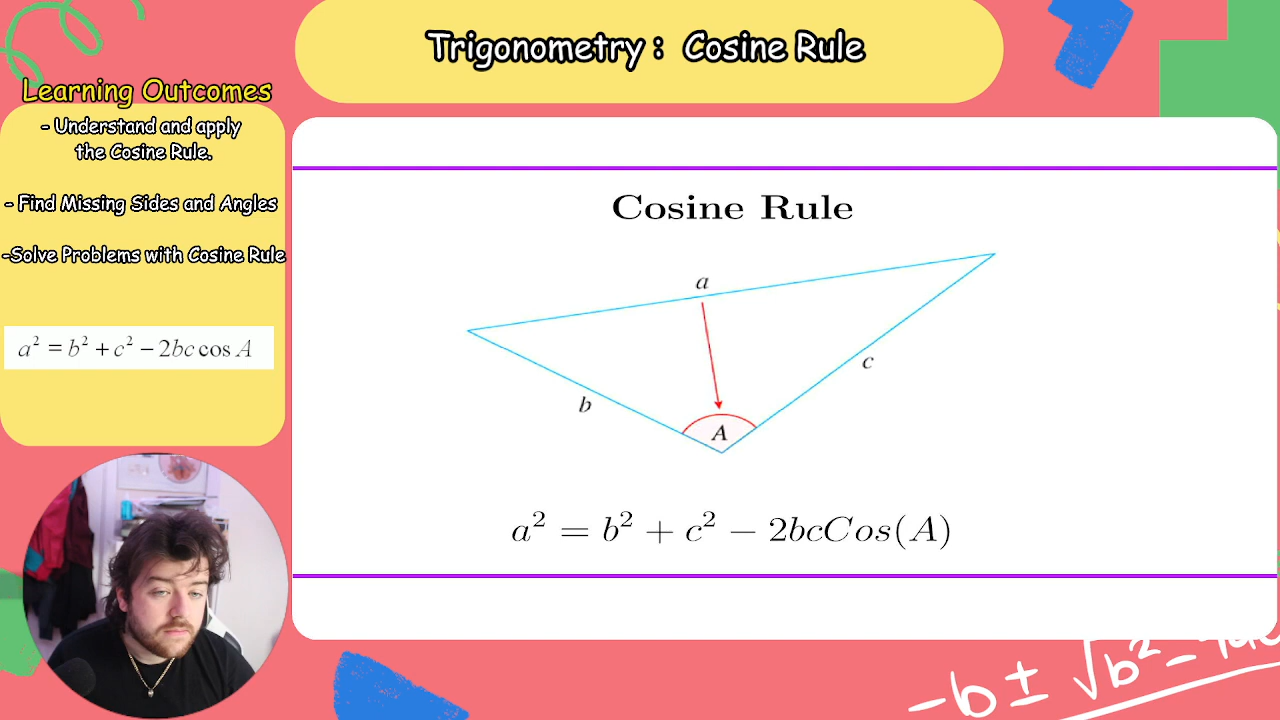 Trigonometry : Cosine Rule
Learning Outcomes
- Understand and apply
the Cosine Rule.
- Find Missing Sides and Angles
-Solve Problems with Cosine Rule
a² = b² + c² − 2bc cos A
Cosine Rule
a
b
c
A
a² = b² + c² − 2bcCos(A)
-b ± √b² -